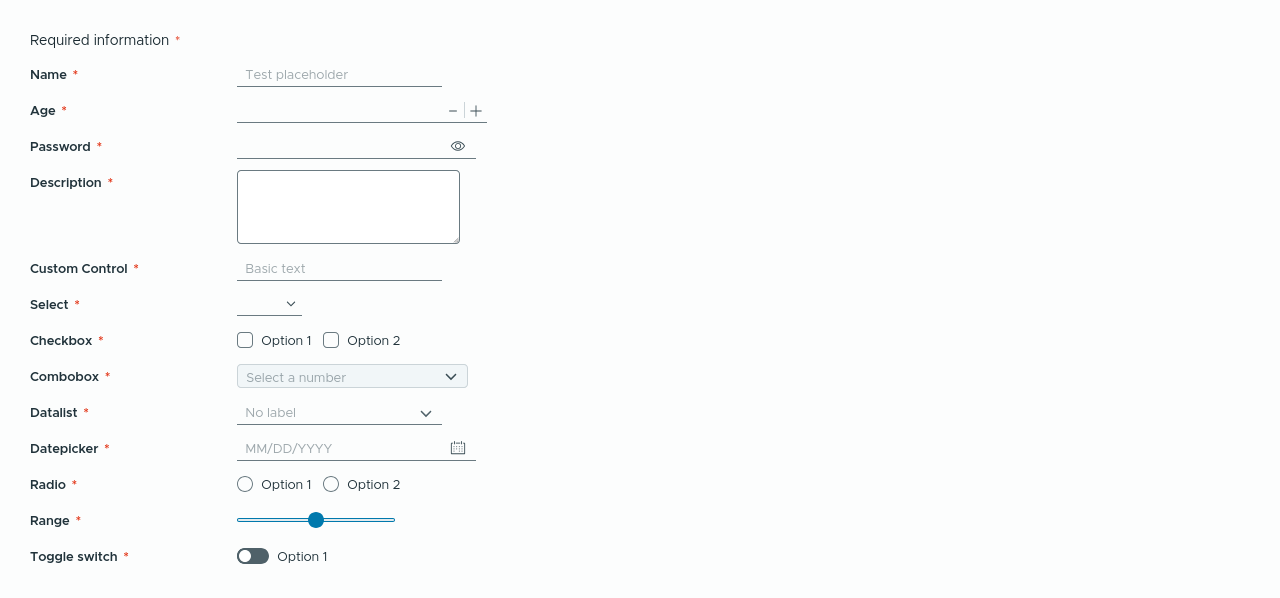 Required information *
Name * Test placeholder
Age *
Password *
Description *
Custom Control * Basic text
Select *
Checkbox * Option 1 Option 2
Combobox * Select a number
Datalist * No label
Datepicker * MM/DD/YYYY
Radio * Option 1 Option 2
Range *
Toggle switch * Option 1